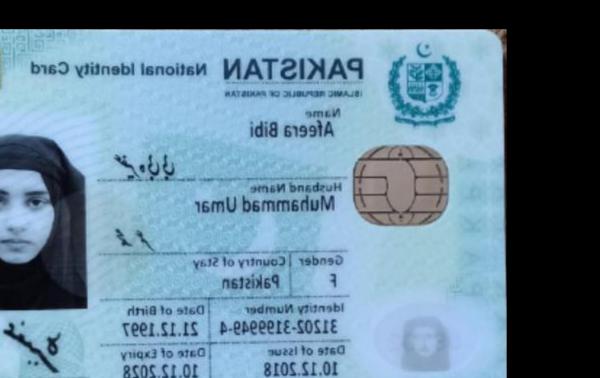 PAKISTAN National Identity Card
ISLAMIC REPUBLIC OF PAKISTAN
Name
Afeera Bibi
Husband Name
Muhammad Umar
Gender Country of Stay
F Pakistan
Identity Number Date of Birth
31202-3199949-4 21.12.1997
Date of Issue Date of Expiry
10.12.2018 10.12.2028